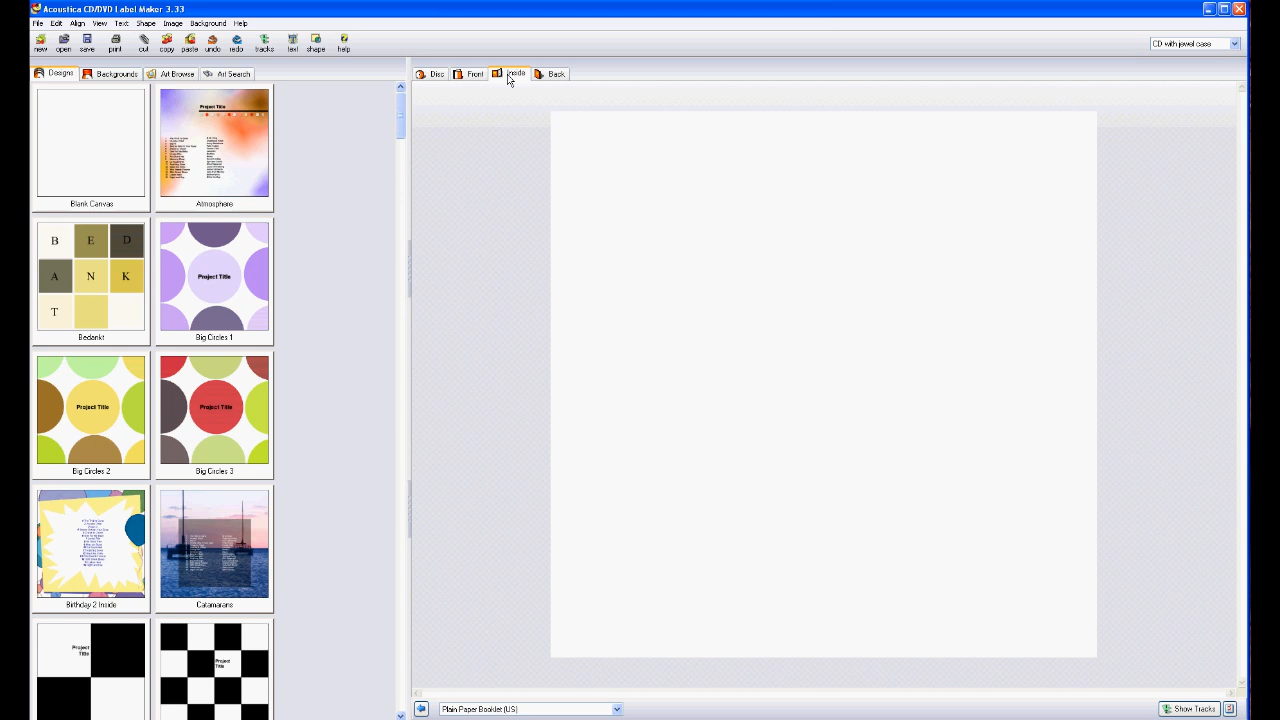 Acoustica CD/DVD Label Maker 3.33
File Edit Align View Text Shape Image Background Help
new open save print cut copy paste undo redo tracks text shape help
CD with jewel case
Designs Backgrounds Art Browse Art Search
Disc Front Inside
Project Title
Blank Canvas Atmosphere
B E D
A N K
T
Project Title
Bedankt Big Circles 1
Project Title Project Title
Big Circles 2 Big Circles 3
Birthday 2 Inside Catamarans
Project
Title
Project
Title
Plain Paper Booklet (US)
Show Tracks